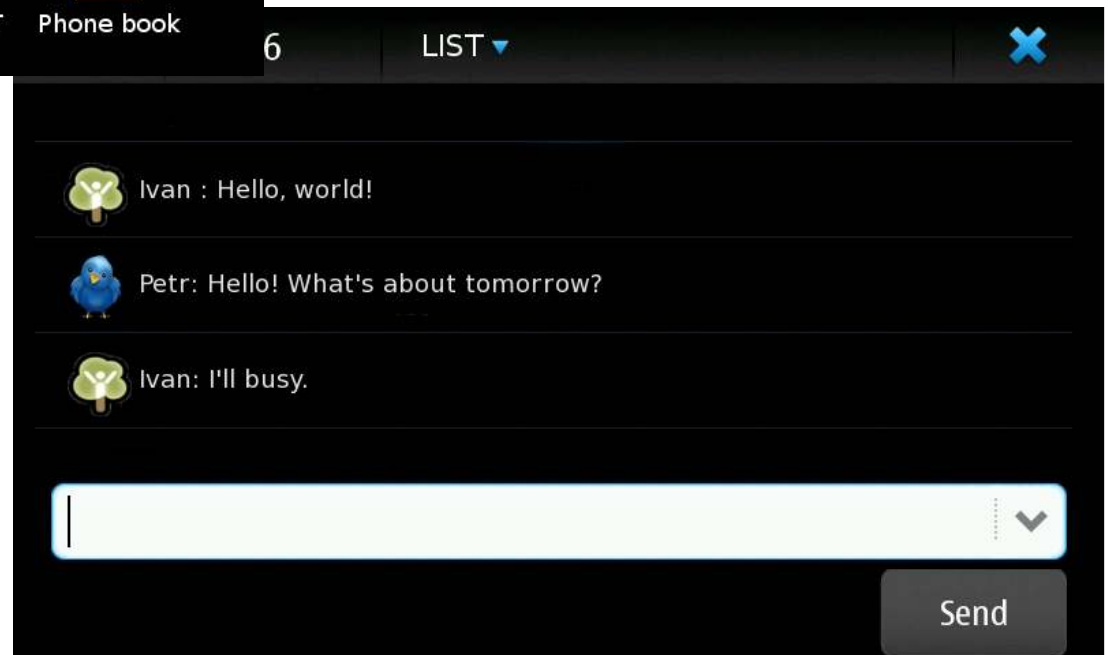 Phone book
6 LIST
Ivan : Hello, world!
Petr: Hello! What's about tomorrow?
Ivan: I'll busy.
Send